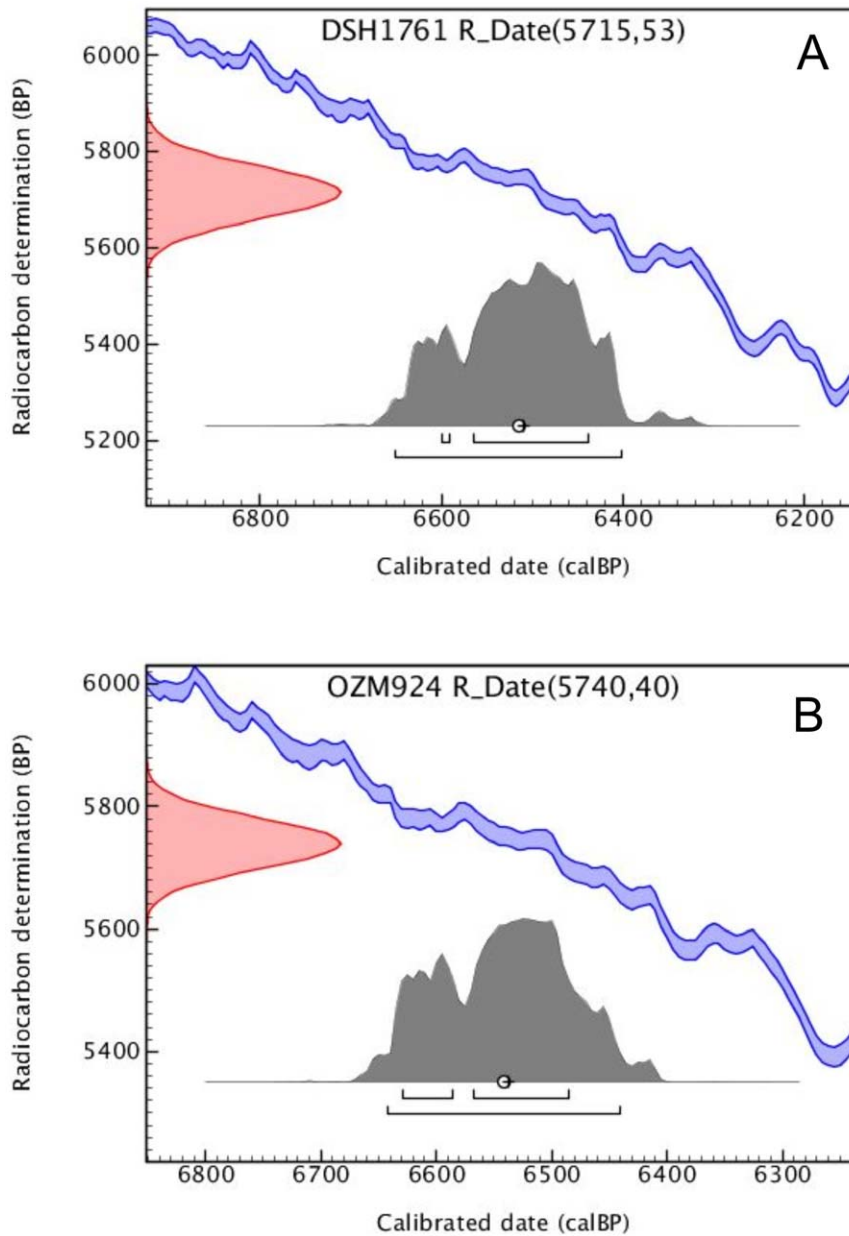 DSH1761 R_Date(5715,53)
A
Radiocarbon determination (BP)
6000
5800
5600
5400
5200
6800 6600 6400 6200
Calibrated date (calBP)
OZM924 R_Date(5740,40)
B
Radiocarbon determination (BP)
6000
5800
5600
5400
6800 6700 6600 6500 6400 6300
Calibrated date (calBP)